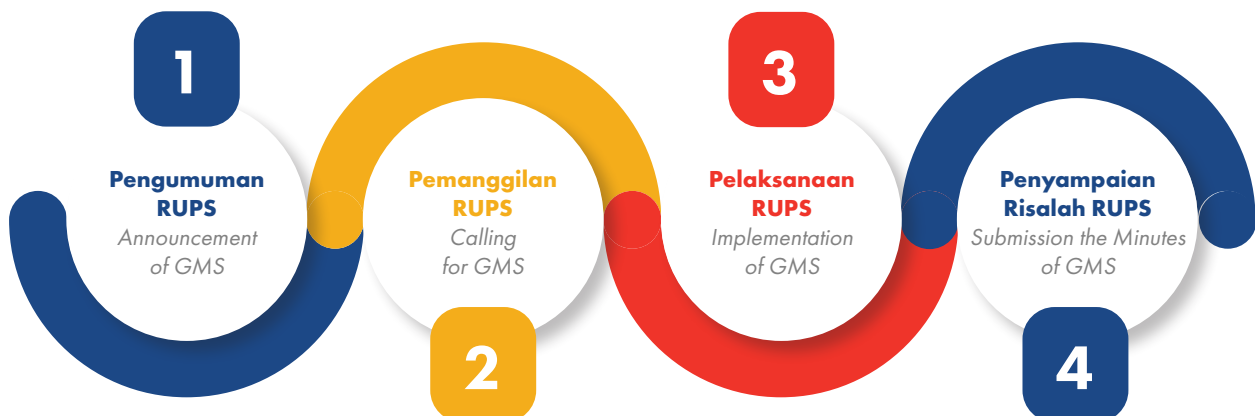 1
Pengumuman
RUPS
Announcement
of GMS
Pemanggilan
RUPS
Calling
for GMS
2
3
Pelaksanaan
RUPS
Implementation
of GMS
Penyampaian
Risalah RUPS
Submission the Minutes
of GMS
4